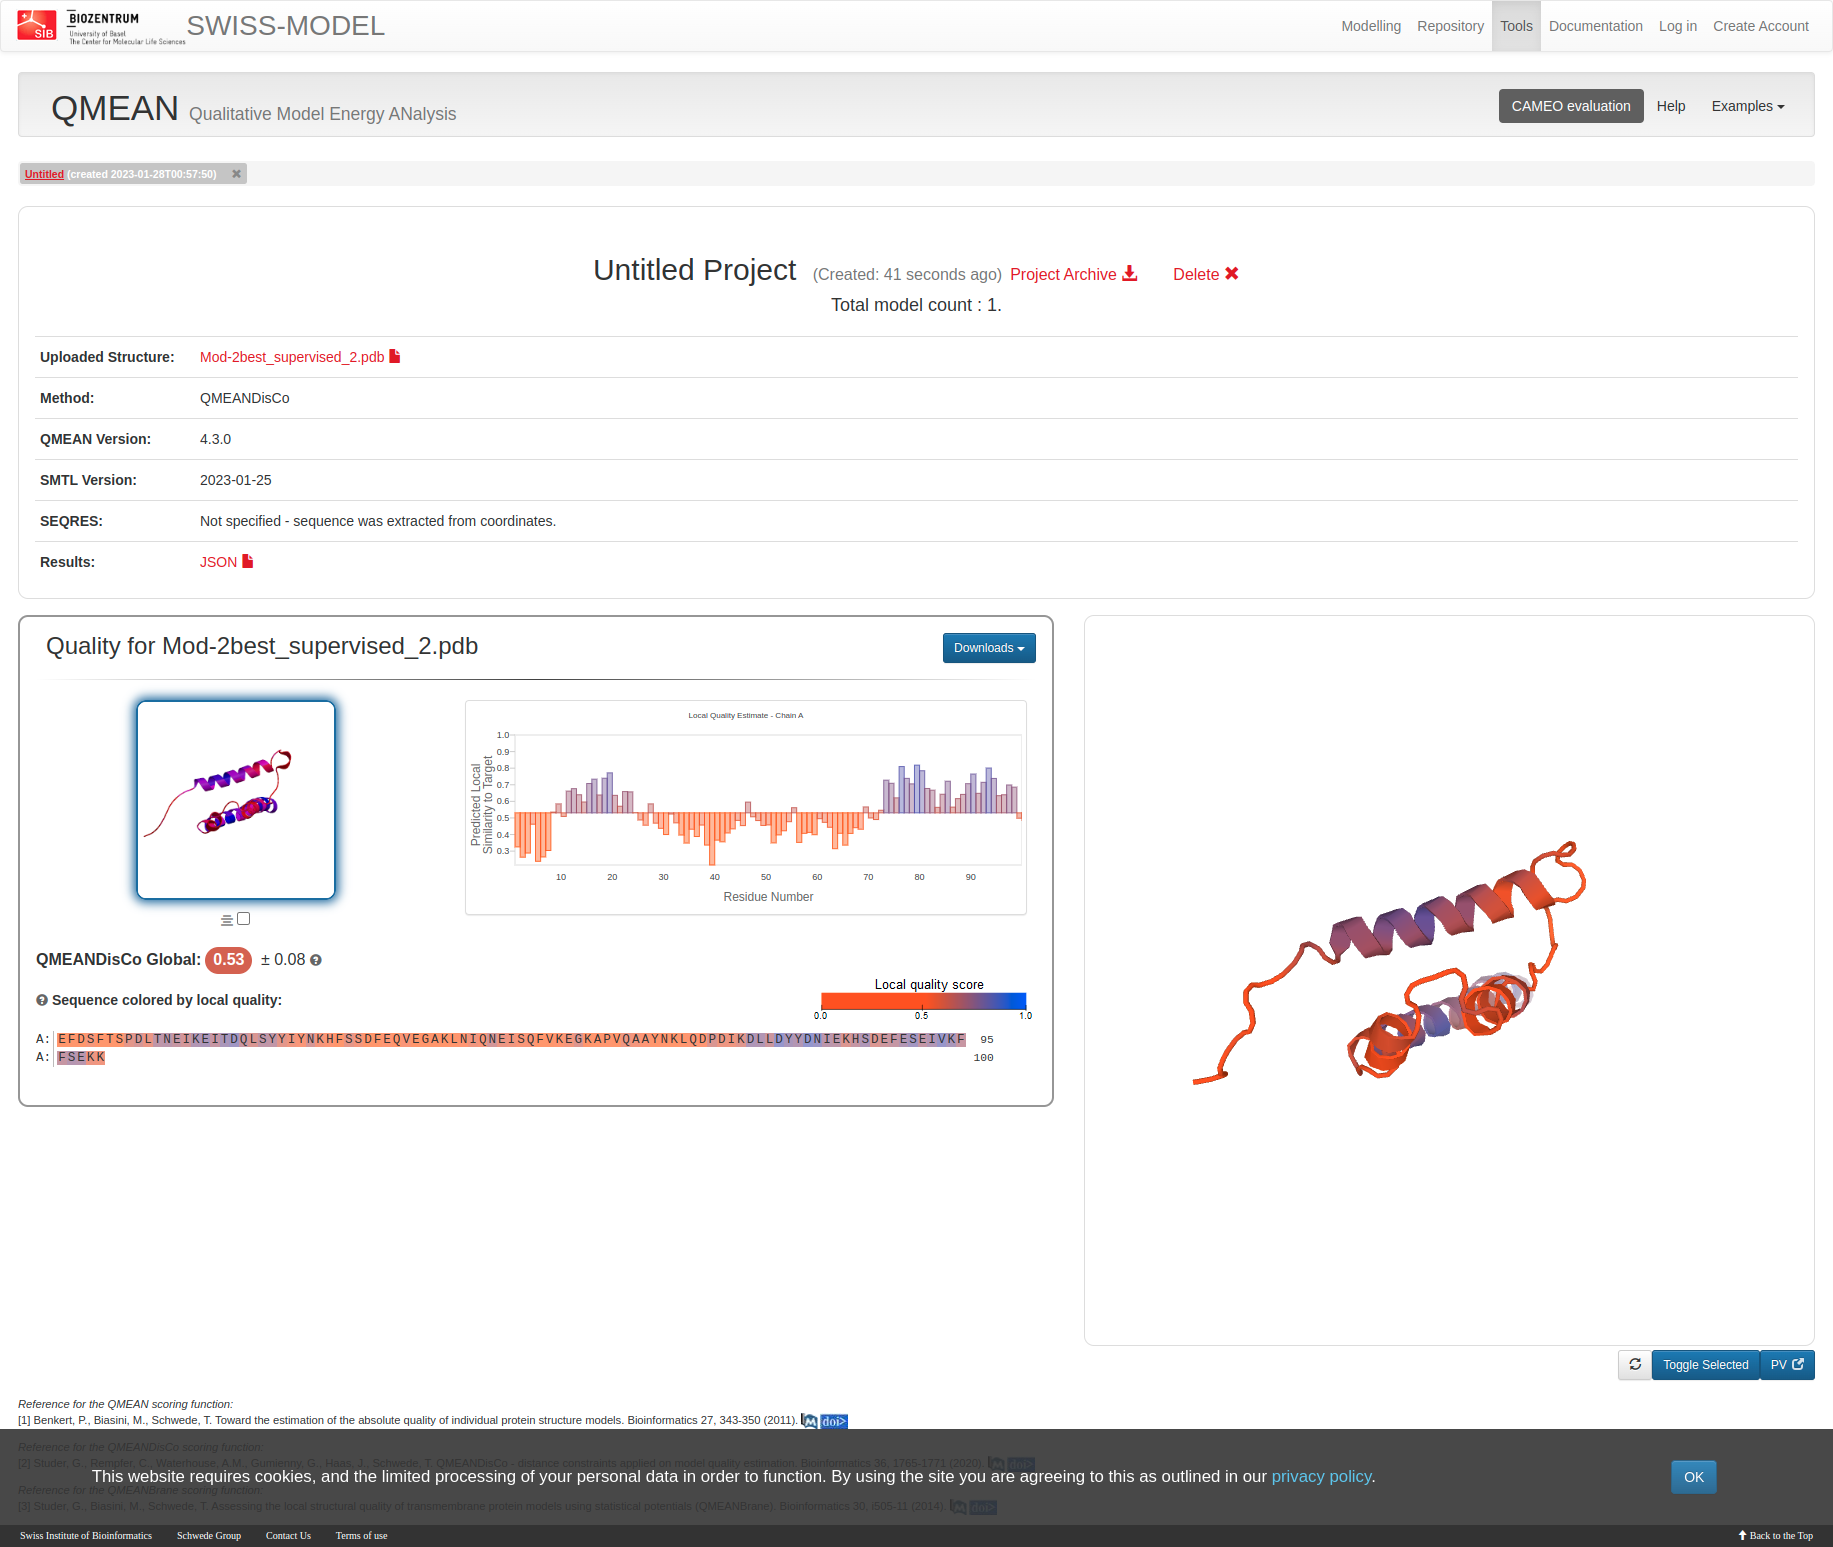 SIB
BIOZENTRUM
University of Basel
The Center for Molecular Life Sciences
SWISS-MODEL
Modelling Repository Tools Documentation Log in Create Account
QMEAN Qualitative Model Energy ANalysis
CAMEO evaluation Help Examples
Untitled (created 2023-01-28T00:57:50) ✖
Untitled Project (Created: 41 seconds ago) Project Archive Delete ✖
Total model count : 1.
Uploaded Structure: Mod-2best_supervised_2.pdb
Method: QMEANDisCo
QMEAN Version: 4.3.0
SMTL Version: 2023-01-25
SEQRES: Not specified - sequence was extracted from coordinates.
Results: JSON
Quality for Mod-2best_supervised_2.pdb
Downloads
Local Quality Estimate - Chain A
Predicted Local
Similarity to Target
1.0
0.9
0.8
0.7
0.6
0.5
0.4
0.3
10 20 30 40 50 60 70 80 90
Residue Number
QMEANDisCo Global: 0.53 ± 0.08
Sequence colored by local quality:
Local quality score
0.0 0.5 1.0
A: EFDSFTSPDLTNEIKEITDQLSYYIYNKHFSSDFEQVEGAKLNIQNEISQFVKEGKAPVQAAYNKLQDPDIKDLLDYYDNIEKHSDEFESEIVKF 95
A: FSEKK 100
Toggle Selected PV
Reference for the QMEAN scoring function:
[1] Benkert, P., Biasini, M., Schwede, T. Toward the estimation of the absolute quality of individual protein structure models. Bioinformatics 27, 343-350 (2011). M doi>
Reference for the QMEANDisCo scoring function:
[2] Studer, G., Rempfer, C., Waterhouse, A.M., Gumienny, G., Haas, J., Schwede, T. QMEANDisCo - distance constraints applied on model quality estimation. Bioinformatics 36, 1765-1771 (2020). M doi>
This website requires cookies, and the limited processing of your personal data in order to function. By using the site you are agreeing to this as outlined in our privacy policy.
OK
Reference for the QMEANBrane scoring function:
[3] Studer, G., Biasini, M., Schwede, T. Assessing the local structural quality of transmembrane protein models using statistical potentials (QMEANBrane). Bioinformatics 30, i505-11 (2014). M doi>
Swiss Institute of Bioinformatics Schwede Group Contact Us Terms of use
Back to the Top